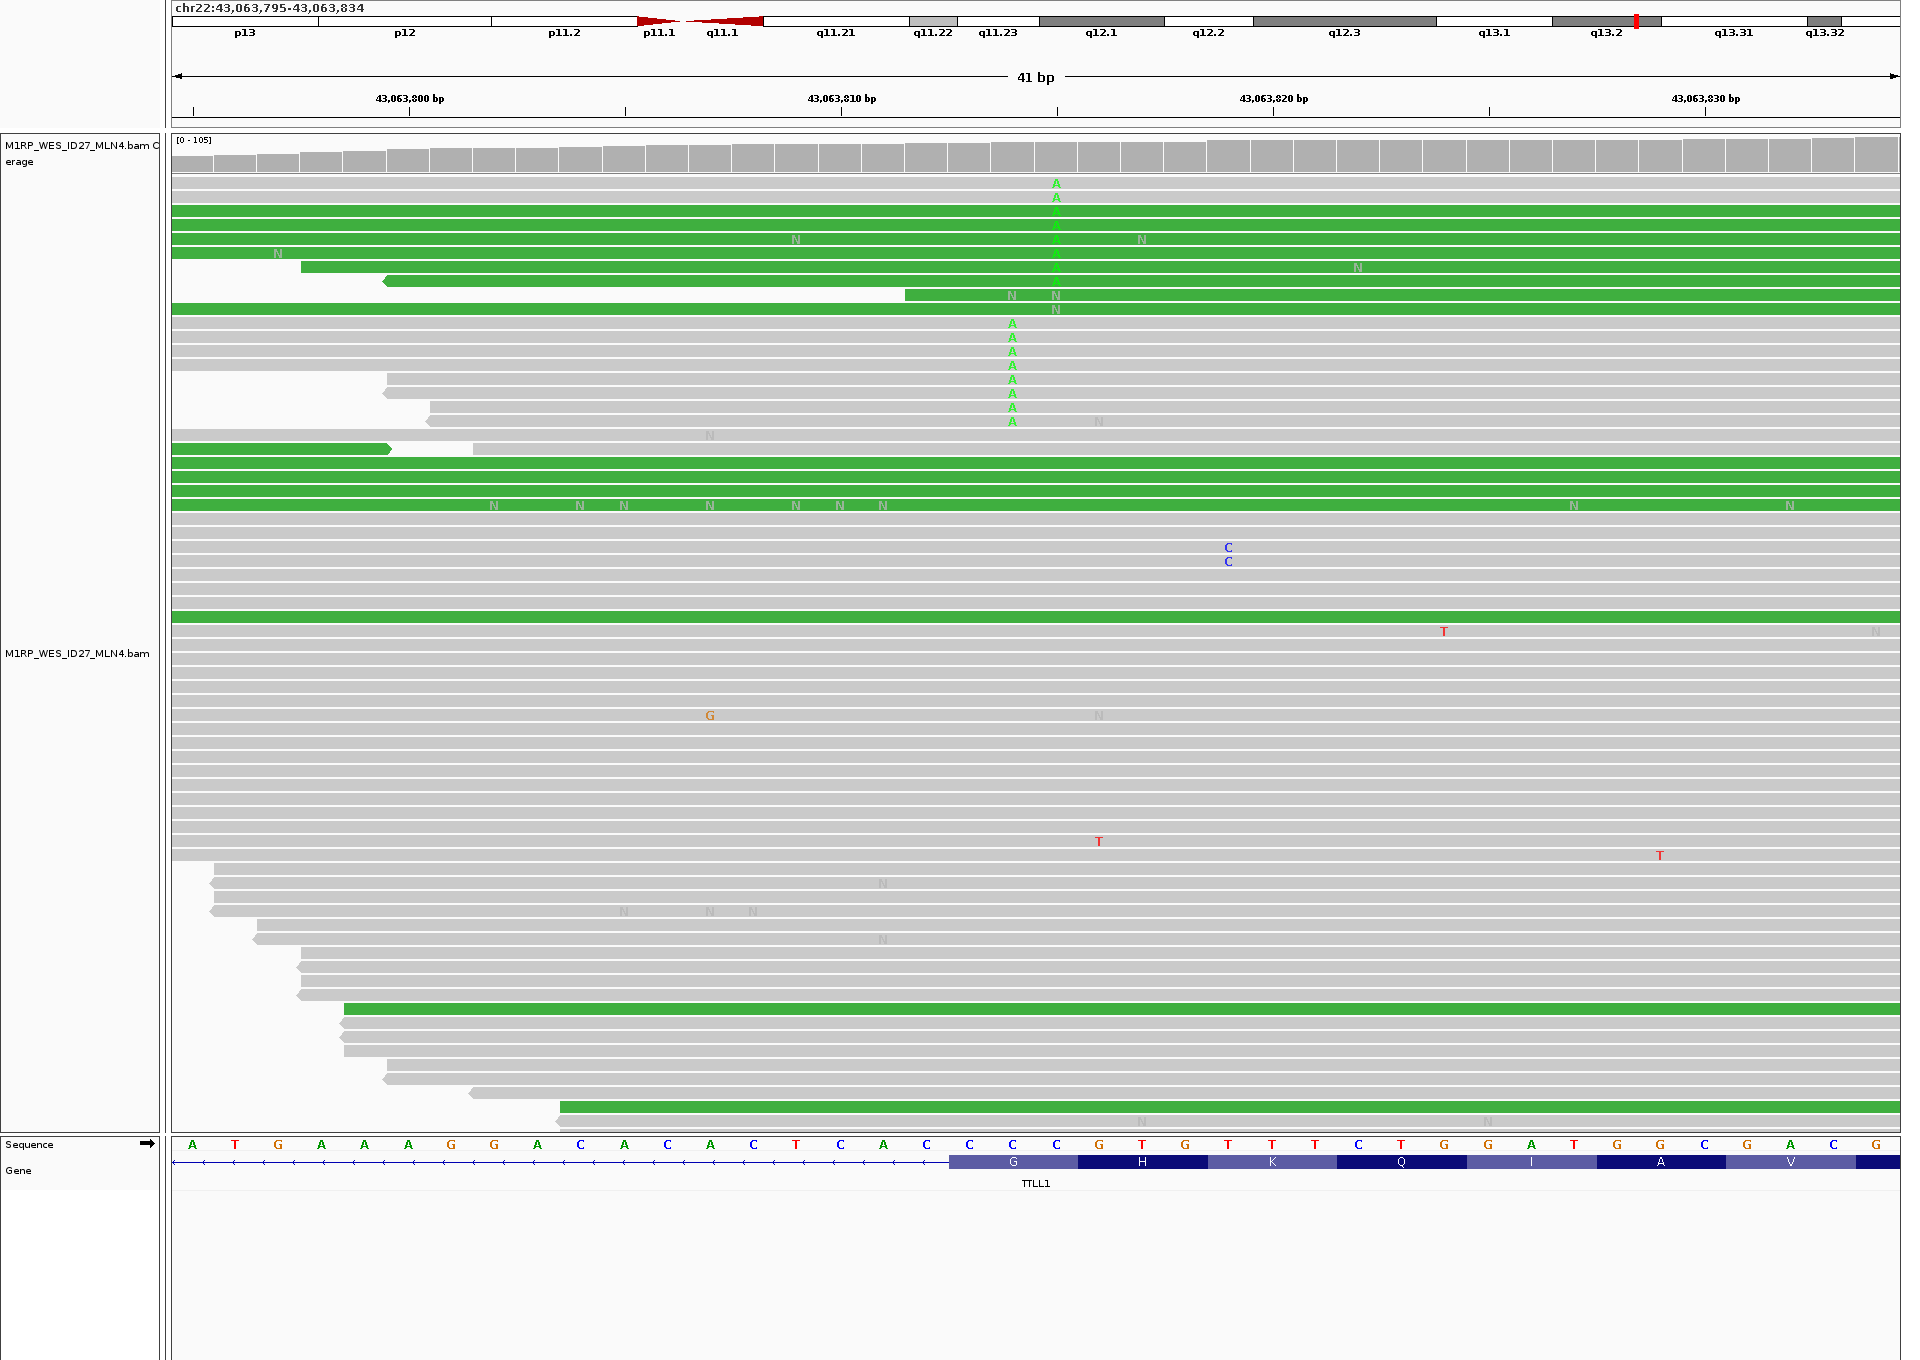 chr22:43,063,795-43,063,834
p13 p12 p11.2 p11.1 q11.1 q11.21 q11.22 q11.23 q12.1 q12.2 q12.3 q13.1 q13.2 q13.31 q13.32
41 bp
43,063,800 bp 43,063,810 bp 43,063,820 bp 43,063,830 bp
M1RP_WES_ID27_MLN4.bam C
erage
[0 - 105]
A
A
A
A
N A N
N A
A N
A
N N
N
A
A
A
A
A
A
A
A N
N
N N N N N N N N N
C
C
T N
M1RP_WES_ID27_MLN4.bam
G N
T
T
N
N N N
N
N N
Sequence A T G A A A G G A C A C A C T C A C C C C G T G T T T C T G G A T G G C G A C G
Gene G H K Q I A V
TTLL1